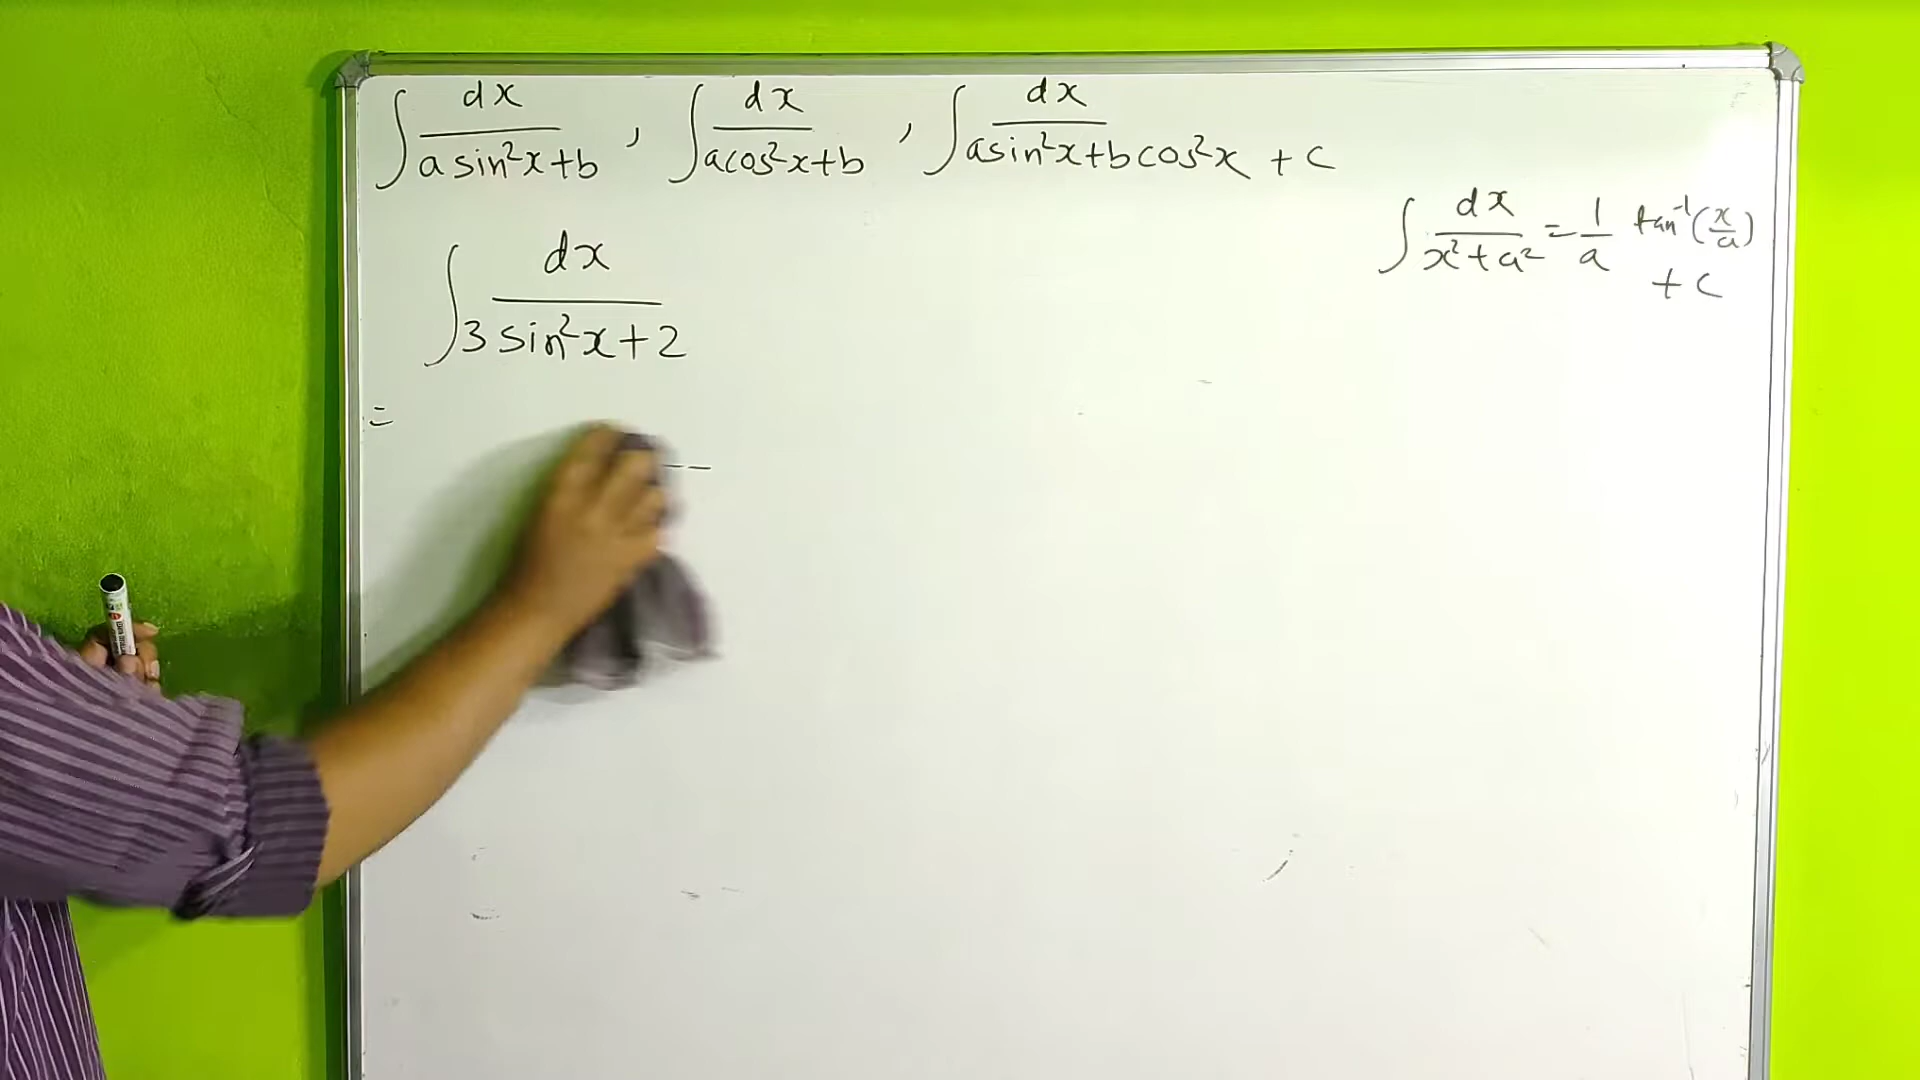 ∫ dx / (a sin²x + b) , ∫ dx / (a cos²x + b) , ∫ dx / (a sin²x + b cos²x + c)
∫ dx / (x² + a²) = 1/a tan⁻¹(x/a)
+ c
∫ dx / (3 sin²x + 2)
=